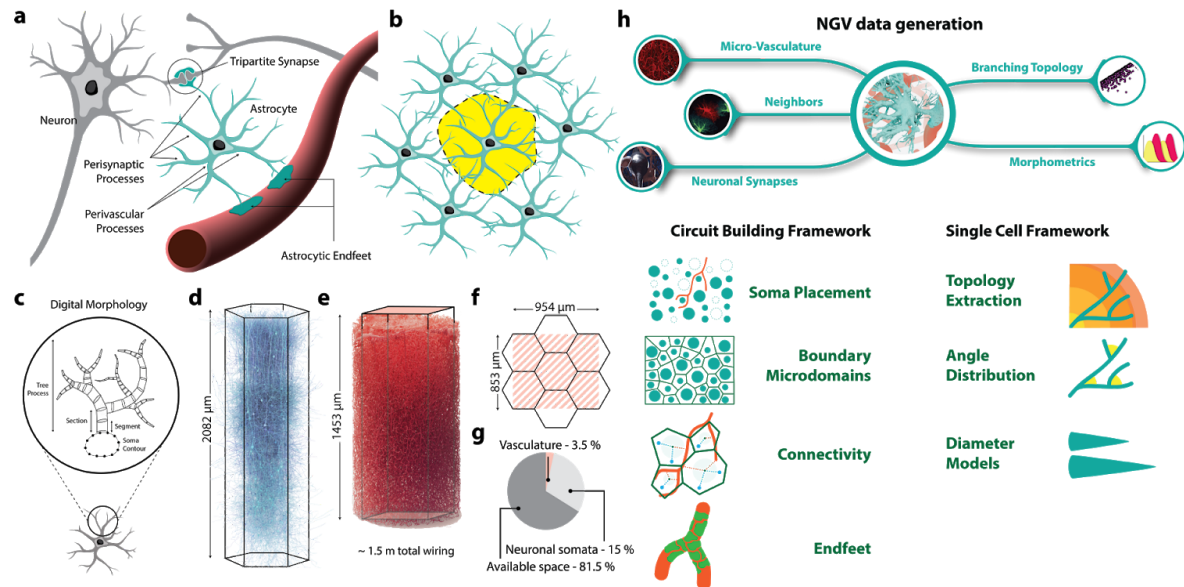 a
Tripartite Synapse
Astrocyte
Neuron
Perisynaptic
Processes
Perivascular
Processes
Astrocytic Endfeet
b
c
Digital Morphology
Tree
Process
Section
Segment
Soma
Contour
d
2082 µm
e
1453 µm
~ 1.5 m total wiring
f
954 µm
853 µm
g
Vasculature - 3.5 %
Neuronal somata - 15 %
Available space - 81.5 %
h
NGV data generation
Micro-Vasculature
Neighbors
Neuronal Synapses
Branching Topology
Morphometrics
Circuit Building Framework
Soma Placement
Boundary
Microdomains
Connectivity
Endfeet
Single Cell Framework
Topology
Extraction
Angle
Distribution
Diameter
Models